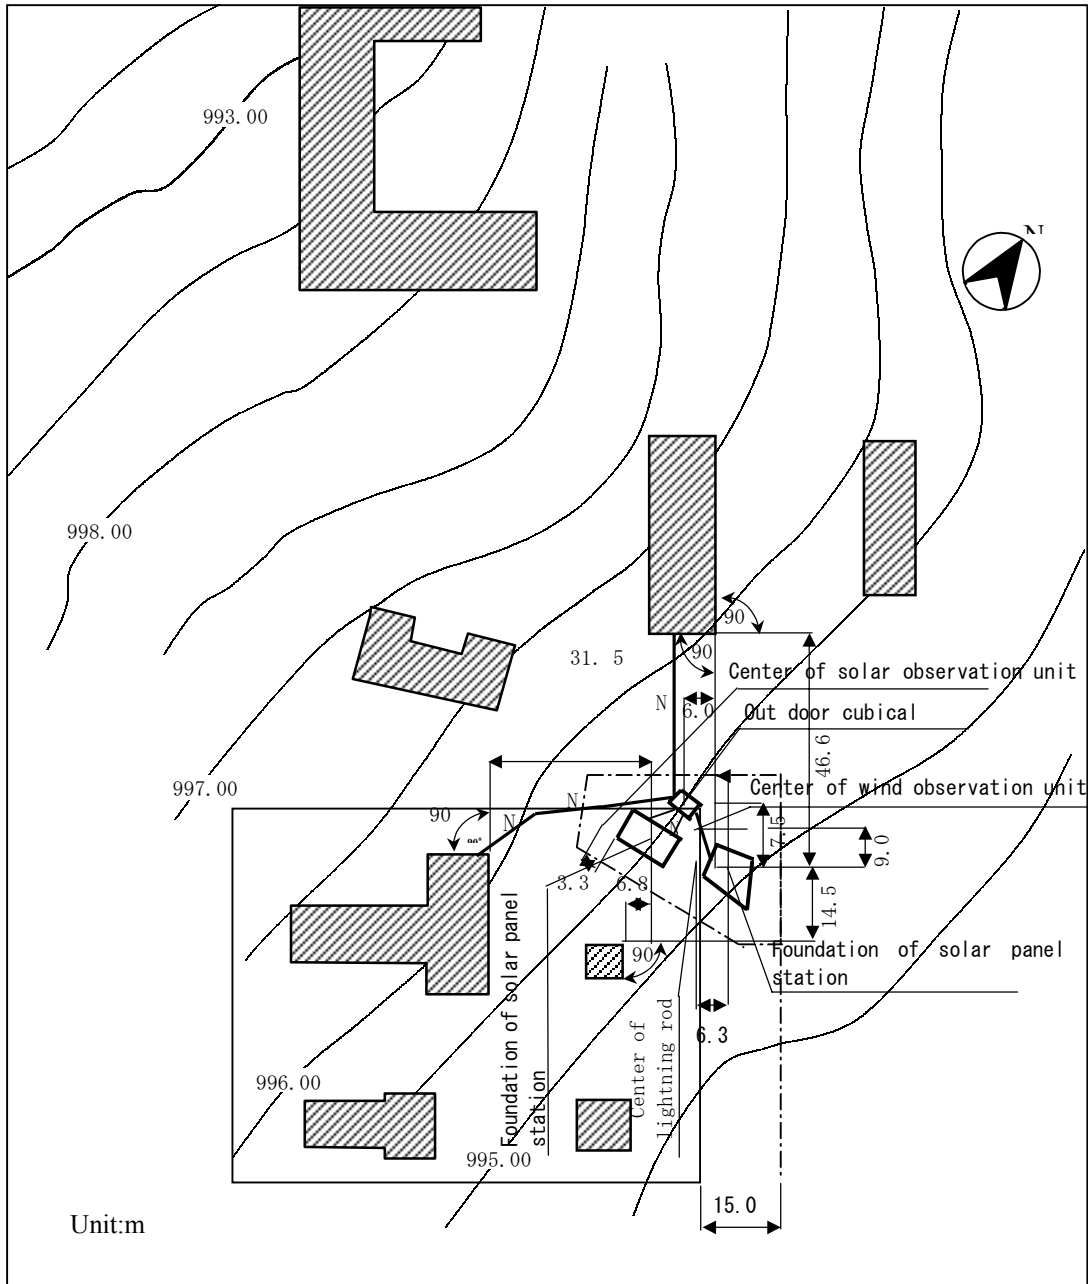 993.00
N
998.00
90
31. 5
90
Center of solar observation unit
N
6.0
Out door cubical
46.6
997.00
Center of wind observation unit
90
N
N
90°
7.5
9.0
3.3
6.8
14.5
90
Foundation of solar panel
station
Foundation of solar panel
station
Center of
lightning rod
6.3
996.00
995.00
15.0
Unit:m